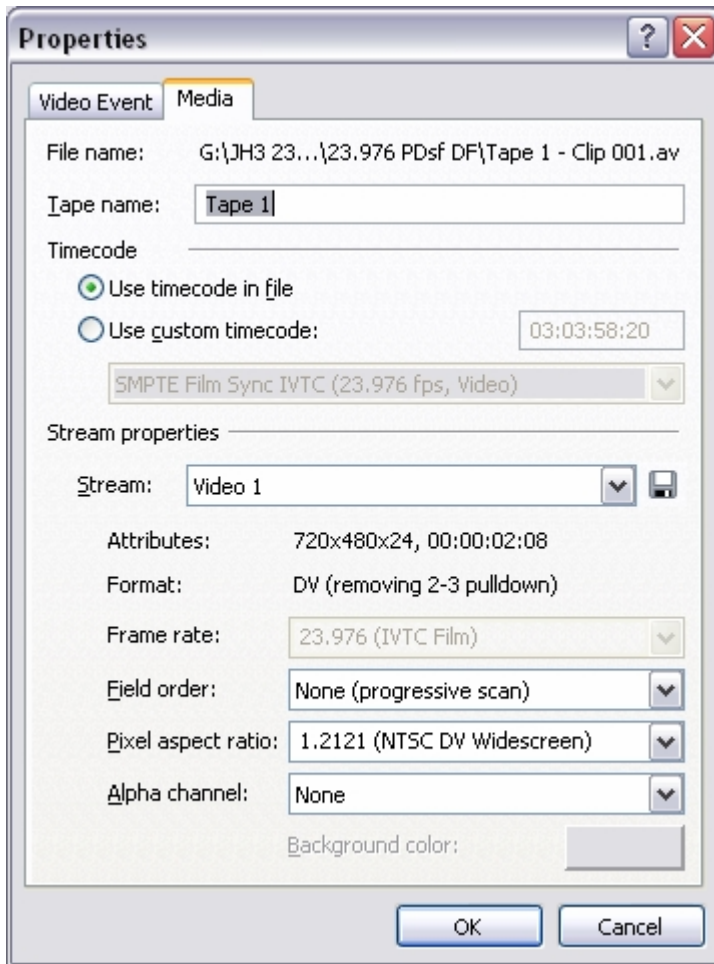 Properties
Video Event Media
File name: G:\JH3 23...\23.976 PDsf DF\Tape 1 - Clip 001.av
Tape name: Tape 1
Timecode
Use timecode in file
Use custom timecode: 03:03:58:20
SMPTE Film Sync IVTC (23.976 fps, Video)
Stream properties
Stream: Video 1
Attributes: 720x480x24, 00:00:02:08
Format: DV (removing 2-3 pulldown)
Frame rate: 23.976 (IVTC Film)
Field order: None (progressive scan)
Pixel aspect ratio: 1.2121 (NTSC DV Widescreen)
Alpha channel: None
Background color:
OK Cancel